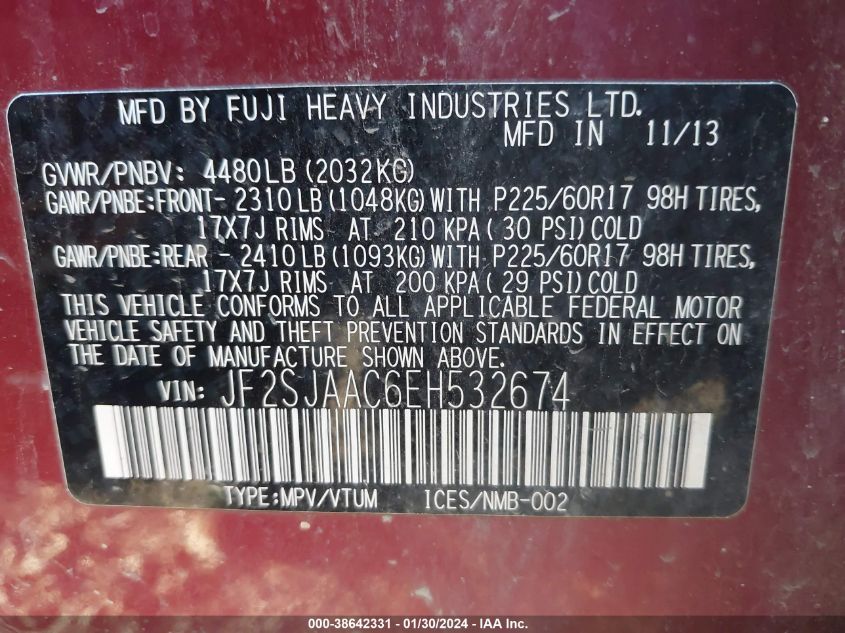 MFD BY FUJI HEAVY INDUSTRIES LTD.
MFD IN 11/13
GVWR/PNBV: 4480LB (2032KG)
GAWR/PNBE:FRONT- 2310LB (1048KG) WITH P225/60R17 98H TIRES,
17X7J RIMS AT 210 KPA( 30 PSI) COLD
GAWR/PNBE:REAR - 2410LB (1093KG) WITH P225/60R17 98H TIRES,
17X7J RIMS AT 200 KPA( 29 PSI) COLD
THIS VEHICLE CONFORMS TO ALL APPLICABLE FEDERAL MOTOR
VEHICLE SAFETY AND THEFT PREVENTION STANDARDS IN EFFECT ON
THE DATE OF MANUFACTURE SHOWN ABOVE.
VIN: JF2SJAAC6EH532674
TYPE:MPV/VTUM ICES/NMB-002
000-38642331 - 01/30/2024 - IAA Inc.